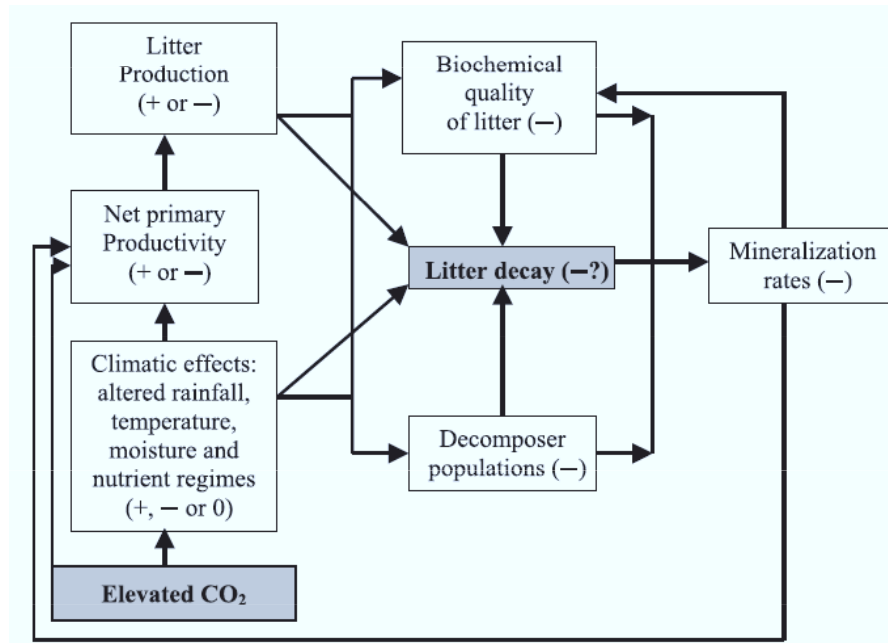 Litter
Production
(+ or —)
Biochemical
quality
of litter (—)
Net primary
Productivity
(+ or —)
Litter decay (—?)
Mineralization
rates (—)
Climatic effects:
altered rainfall,
temperature,
moisture and
nutrient regimes
(+, — or 0)
Decomposer
populations (—)
Elevated CO₂